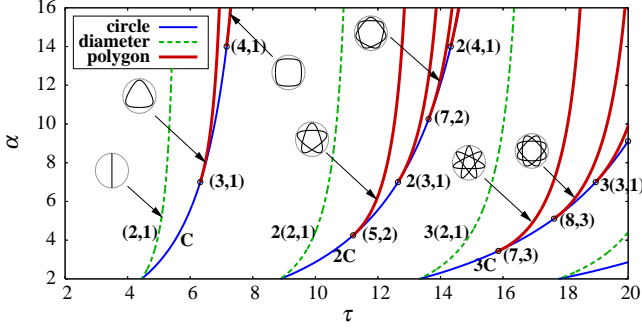 16
14
12
10
8
6
4
2
α
circle
diameter
polygon
(4,1)
2(4,1)
(7,2)
(3,1)
2(3,1)
3(3,1)
(2,1)
C
2(2,1)
2C
(5,2)
3(2,1)
(8,3)
3C
(7,3)
2 4 6 8 10 12 14 16 18 20
τ